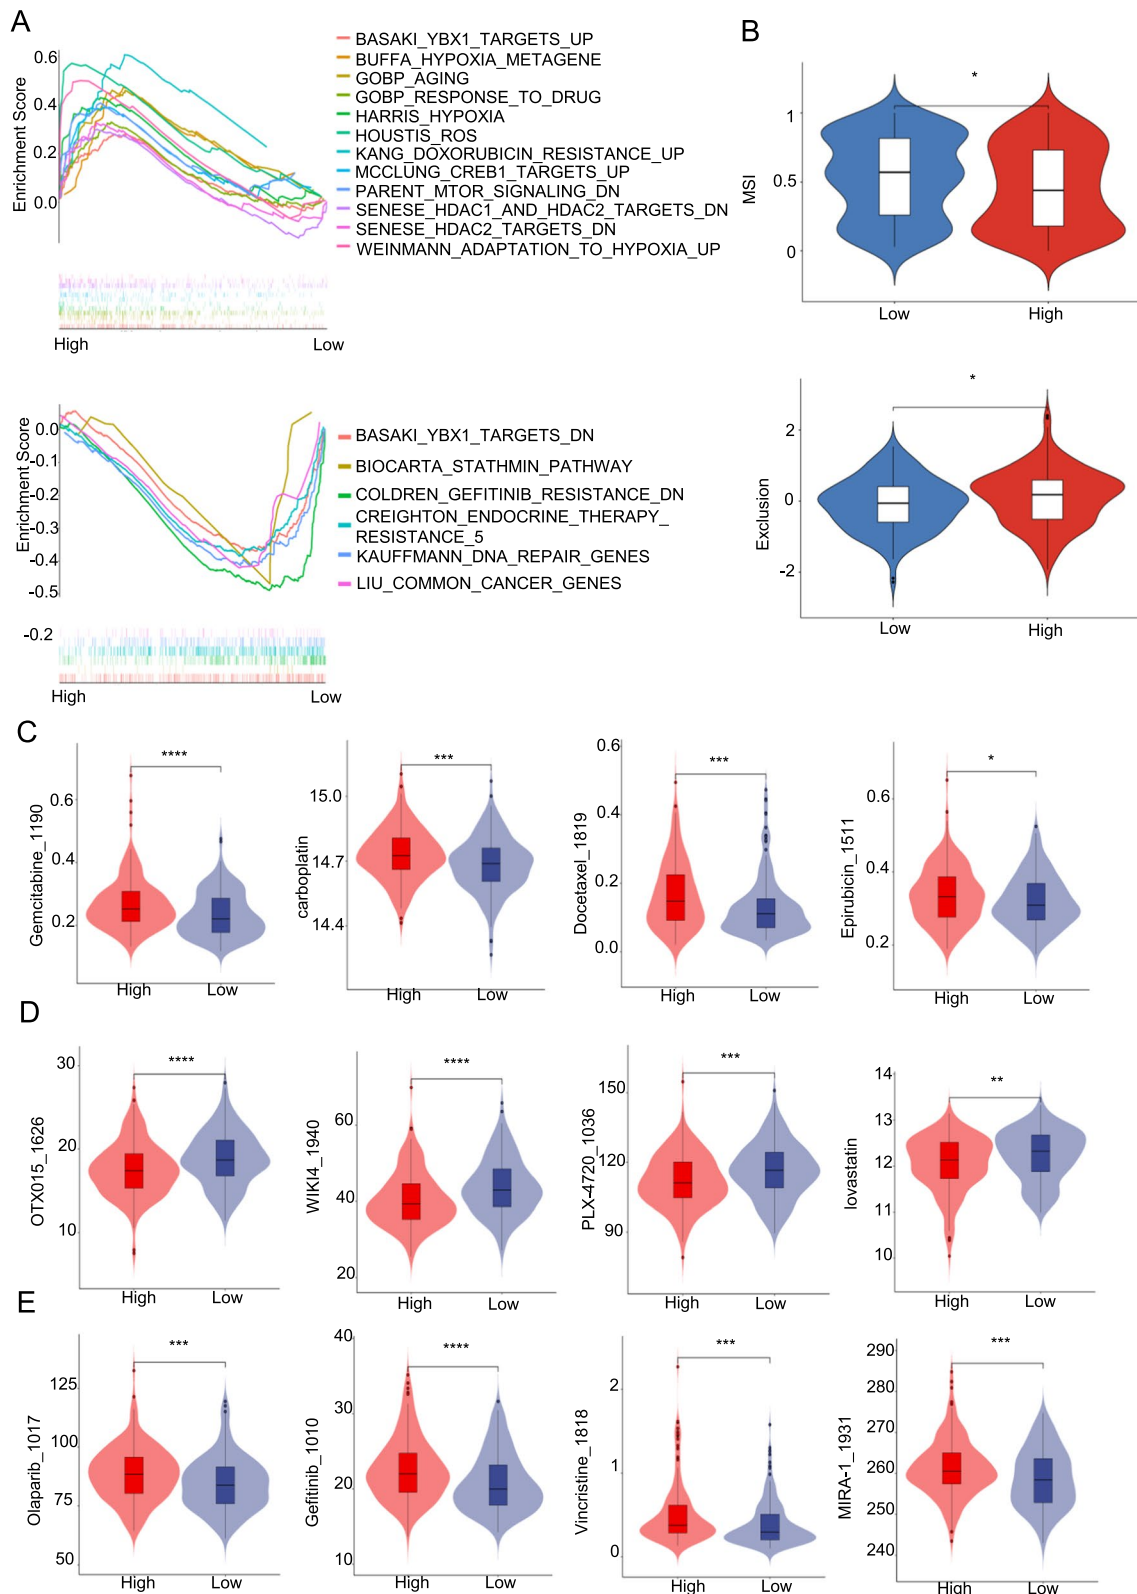 A
0.6
0.4
0.2
0.0
Enrichment Score
BASAKI_YBX1_TARGETS_UP
BUFFA_HYPOXIA_METAGENE
GOBP_AGING
GOBP_RESPONSE_TO_DRUG
HARRIS_HYPOXIA
HOUSTIS_ROS
KANG_DOXORUBICIN_RESISTANCE_UP
MCCLUNG_CREB1_TARGETS_UP
PARENT_MTOR_SIGNALING_DN
SENESE_HDAC1_AND_HDAC2_TARGETS_DN
SENESE_HDAC2_TARGETS_DN
WEINMANN_ADAPTATION_TO_HYPOXIA_UP
High Low
0.0
-0.1
-0.2
-0.3
-0.4
-0.5
-0.2
Enrichment Score
BASAKI_YBX1_TARGETS_DN
BIOCARTA_STATHMIN_PATHWAY
COLDREN_GEFITINIB_RESISTANCE_DN
CREIGHTON_ENDOCRINE_THERAPY_
RESISTANCE_5
KAUFFMANN_DNA_REPAIR_GENES
LIU_COMMON_CANCER_GENES
High Low
B
*
1
0.5
0
MSI
Low High
*
2
0
-2
Exclusion
Low High
C
****
0.6
0.4
0.2
Gemcitabine_1190
High Low
***
15.0
14.7
14.4
carboplatin
High Low
***
0.6
0.4
0.2
0.0
Docetaxel_1819
High Low
*
0.6
0.4
0.2
Epirubicin_1511
High Low
D
****
30
20
10
OTX015_1626
High Low
****
60
40
20
WIKI4_1940
High Low
***
150
120
90
PLX-4720_1036
High Low
**
14
13
12
11
10
lovastatin
High Low
E
***
125
100
75
50
Olaparib_1017
High Low
****
40
30
20
10
Gefitinib_1010
High Low
***
2
1
0
Vincristine_1818
High Low
***
290
280
270
260
250
240
MIRA-1_1931
High Low